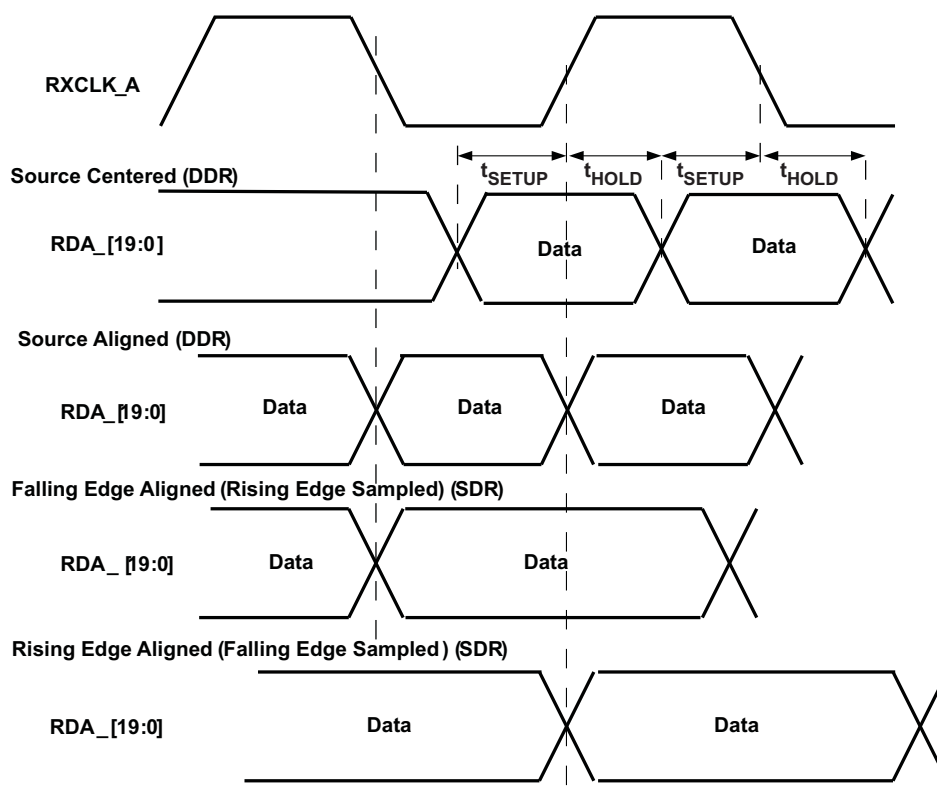 RXCLK_A
tSETUP tHOLD tSETUP tHOLD
Source Centered (DDR)
RDA_[19:0] Data Data
Source Aligned (DDR)
RDA_[19:0] Data Data Data
Falling Edge Aligned (Rising Edge Sampled) (SDR)
RDA_ [19:0] Data Data
Rising Edge Aligned (Falling Edge Sampled) (SDR)
RDA_[19:0] Data Data